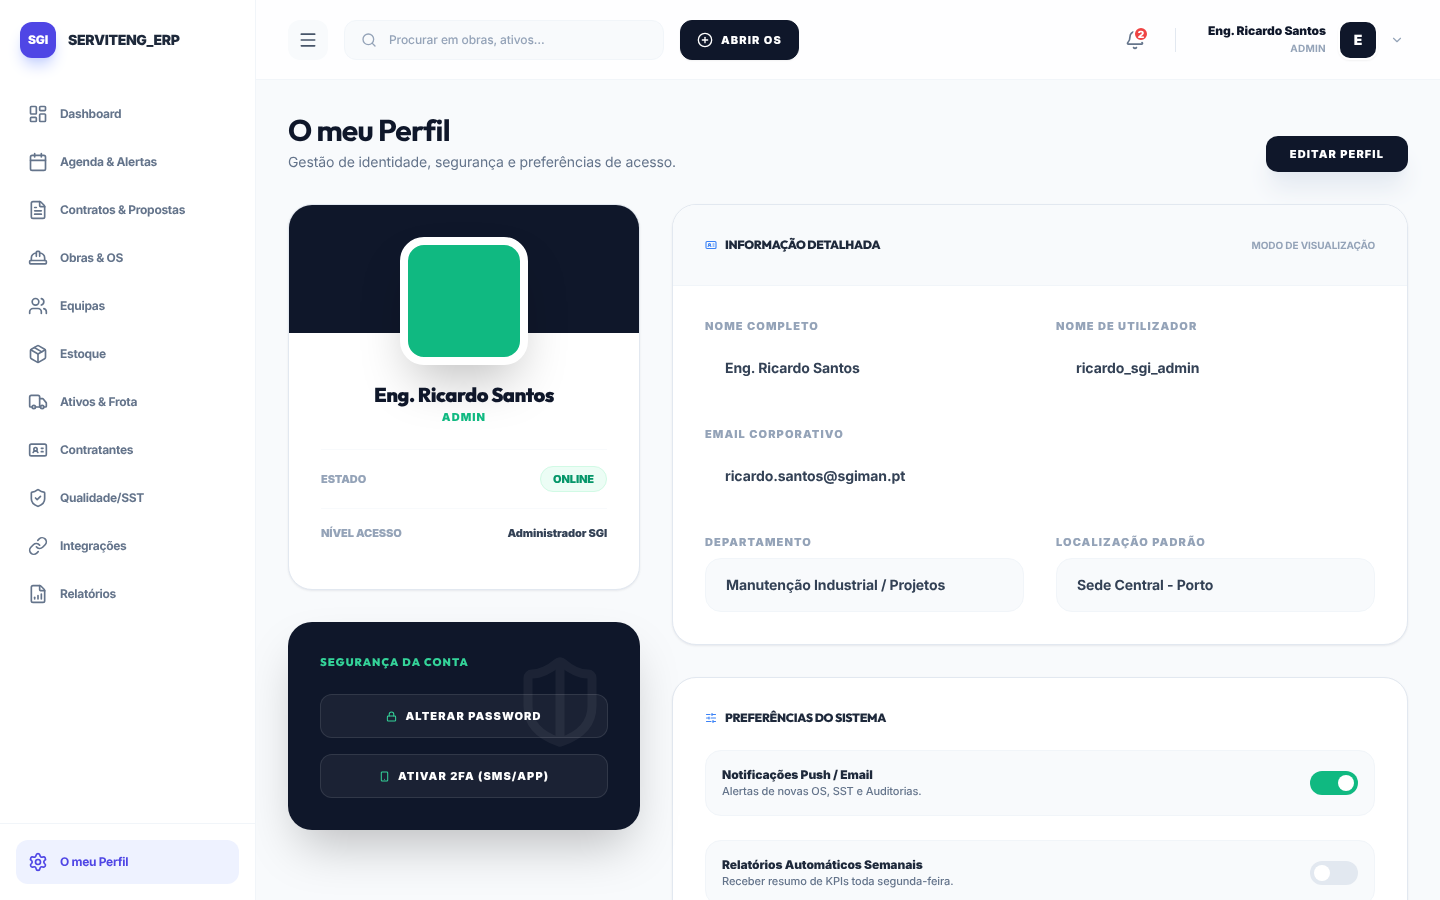 SGI
SERVITENG_ERP
Procurar em obras, ativos...
ABRIR OS
2
Eng. Ricardo Santos
ADMIN
E
Dashboard
Agenda & Alertas
Contratos & Propostas
Obras & OS
Equipas
Estoque
Ativos & Frota
Contratantes
Qualidade/SST
Integrações
Relatórios
O meu Perfil
O meu Perfil
Gestão de identidade, segurança e preferências de acesso.
EDITAR PERFIL
Eng. Ricardo Santos
ADMIN
ESTADO
ONLINE
NÍVEL ACESSO
Administrador SGI
SEGURANÇA DA CONTA
ALTERAR PASSWORD
ATIVAR 2FA (SMS/APP)
INFORMAÇÃO DETALHADA
MODO DE VISUALIZAÇÃO
NOME COMPLETO
Eng. Ricardo Santos
NOME DE UTILIZADOR
ricardo_sgi_admin
EMAIL CORPORATIVO
ricardo.santos@sgiman.pt
DEPARTAMENTO
Manutenção Industrial / Projetos
LOCALIZAÇÃO PADRÃO
Sede Central - Porto
PREFERÊNCIAS DO SISTEMA
Notificações Push / Email
Alertas de novas OS, SST e Auditorias.
Relatórios Automáticos Semanais
Receber resumo de KPIs toda segunda-feira.